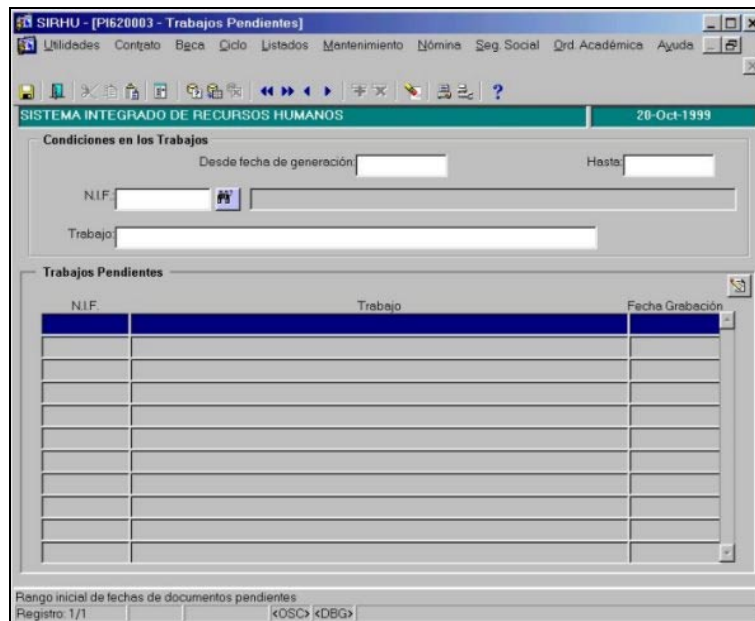 SIRHU - [PI620003 - Trabajos Pendientes]
Utilidades Contrato Beca Ciclo Listados Mantenimiento Nómina Seg. Social Ord. Académica Ayuda
SISTEMA INTEGRADO DE RECURSOS HUMANOS 20-Oct-1999
Condiciones en los Trabajos
Desde fecha de generación: Hasta:
N.I.F.:
Trabajo:
Trabajos Pendientes
N.I.F. Trabajo Fecha Grabación
Rango inicial de fechas de documentos pendientes
Registro: 1/1 <OSC> <DBG>